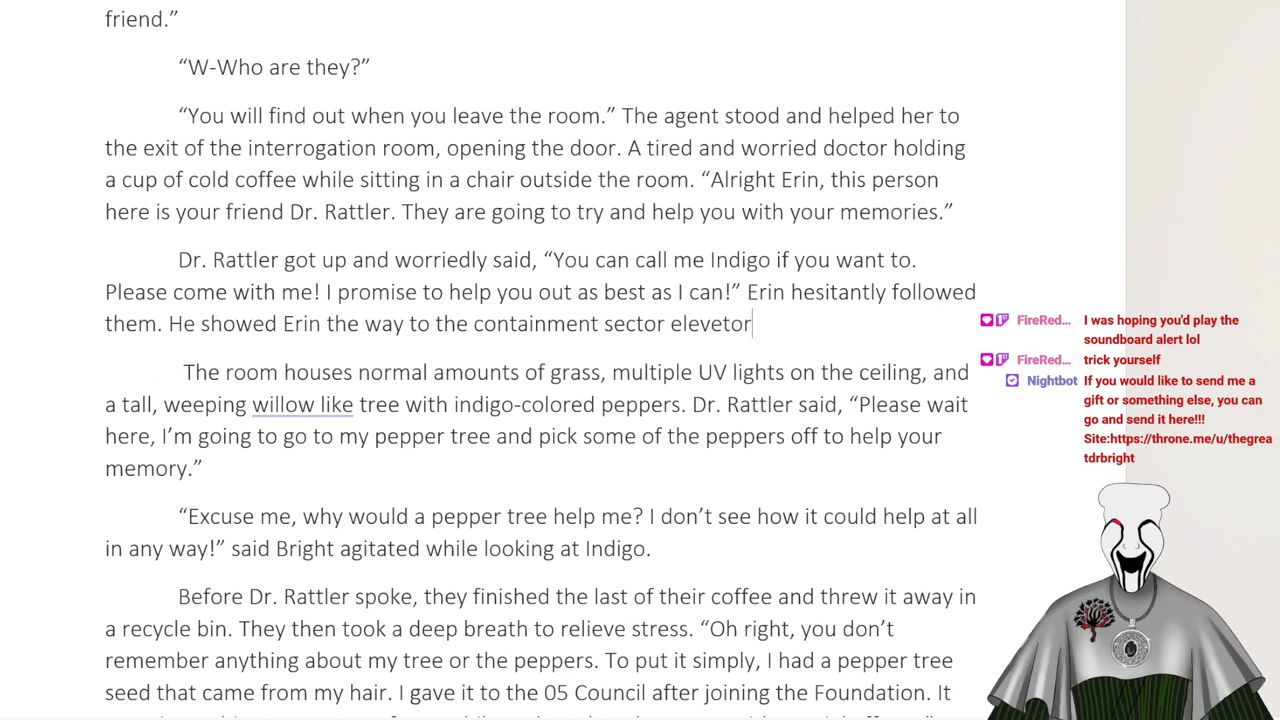 friend.”
“W-Who are they?”
“You will find out when you leave the room.” The agent stood and helped her to
the exit of the interrogation room, opening the door. A tired and worried doctor holding
a cup of cold coffee while sitting in a chair outside the room. “Alright Erin, this person
here is your friend Dr. Rattler. They are going to try and help you with your memories.”
Dr. Rattler got up and worriedly said, “You can call me Indigo if you want to.
Please come with me! I promise to help you out as best as I can!” Erin hesitantly followed
them. He showed Erin the way to the containment sector elevetor
The room houses normal amounts of grass, multiple UV lights on the ceiling, and
a tall, weeping willow like tree with indigo-colored peppers. Dr. Rattler said, “Please wait
here, I’m going to go to my pepper tree and pick some of the peppers off to help your
memory.”
“Excuse me, why would a pepper tree help me? I don’t see how it could help at all
in any way!” said Bright agitated while looking at Indigo.
Before Dr. Rattler spoke, they finished the last of their coffee and threw it away in
a recycle bin. They then took a deep breath to relieve stress. “Oh right, you don’t
remember anything about my tree or the peppers. To put it simply, I had a pepper tree
seed that came from my hair. I gave it to the 05 Council after joining the Foundation. It
FireRed... I was hoping you'd play the
soundboard alert lol
FireRed... trick yourself
Nightbot If you would like to send me a
gift or something else, you can
go and send it here!!!
Site:https://throne.me/u/thegrea
tdrbright